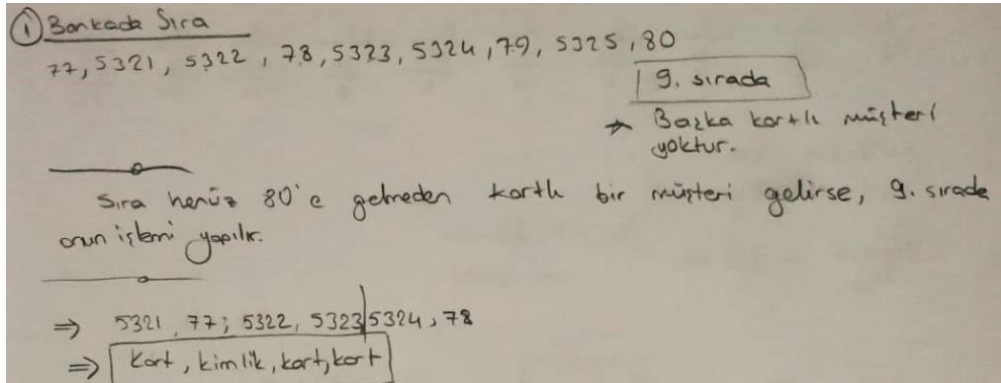 ① Bankada Sıra
77, 5321, 5322, 78, 5323, 5324, 79, 5325, 80
9. sırada
→ Başka kartlı müşteri
yoktur.
Sıra henüz 80'e gelmeden kartlı bir müşteri gelirse, 9. sırada
onun işlemi yapılır.
⇒ 5321, 77; 5322, 5323 | 5324, 78
⇒ Kart, kimlik, kart, kart